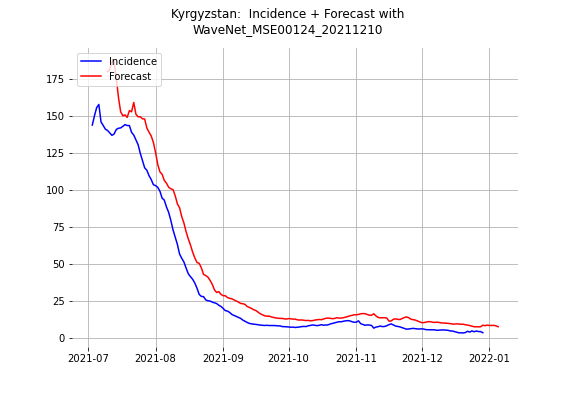 Kyrgyzstan:  Incidence + Forecast with
WaveNet_MSE00124_20211210
Incidence
Forecast
175
150
125
100
75
50
25
0
2021-07 2021-08 2021-09 2021-10 2021-11 2021-12 2022-01